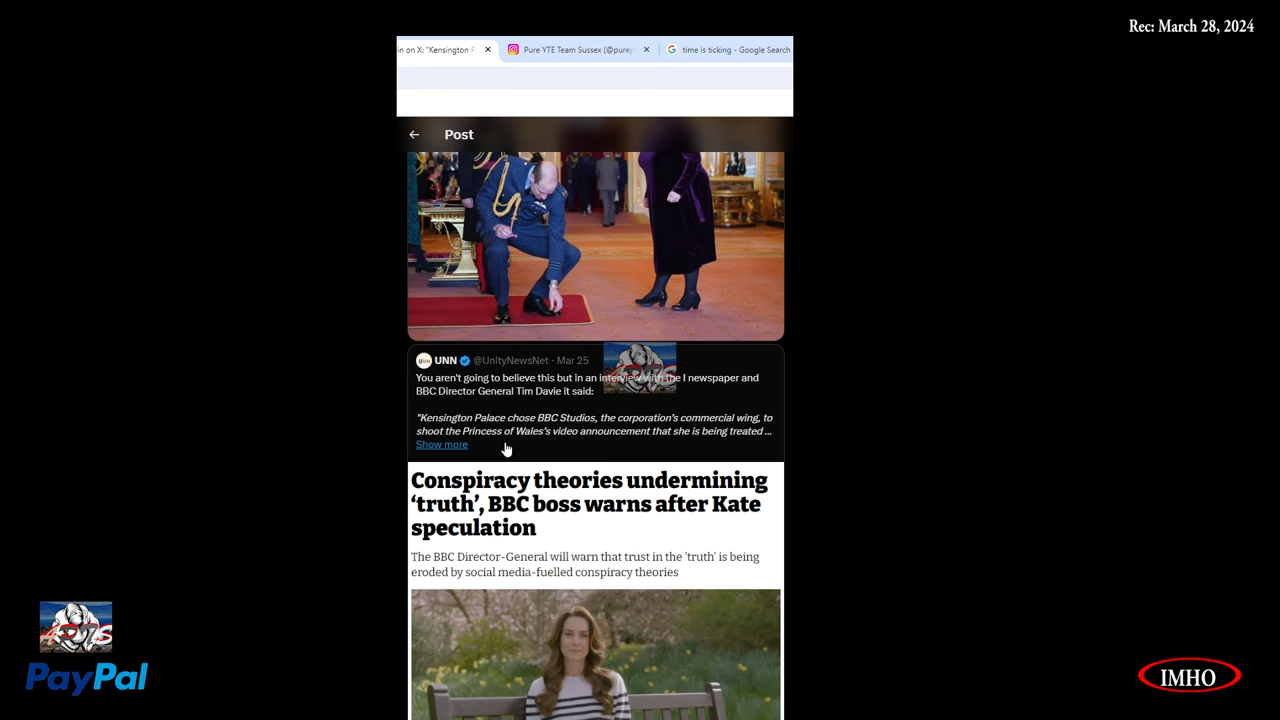 Rec: March 28, 2024
in on X: "Kensington P
Pure YTE Team Sussex (@purey
time is ticking - Google Search
Post
UNN @UnityNewsNet · Mar 25
You aren't going to believe this but in an interview with the I newspaper and
BBC Director General Tim Davie it said:
"Kensington Palace chose BBC Studios, the corporation's commercial wing, to
shoot the Princess of Wales's video announcement that she is being treated ...
Show more
Conspiracy theories undermining
'truth', BBC boss warns after Kate
speculation
The BBC Director-General will warn that trust in the 'truth' is being
eroded by social media-fuelled conspiracy theories
PayPal
IMHO